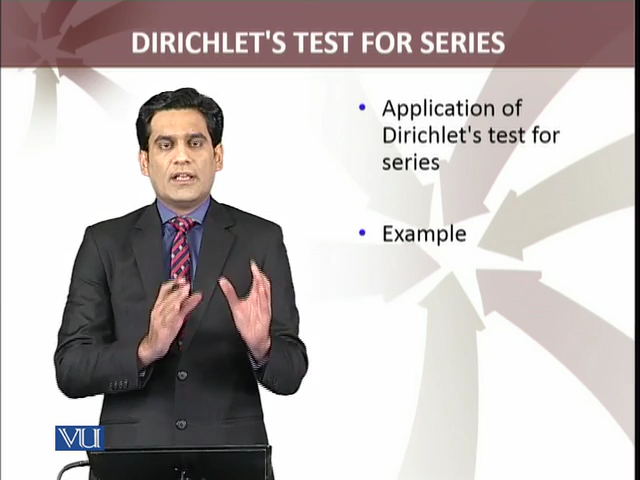 DIRICHLET'S TEST FOR SERIES
• Application of
Dirichlet's test for
series
• Example
VU